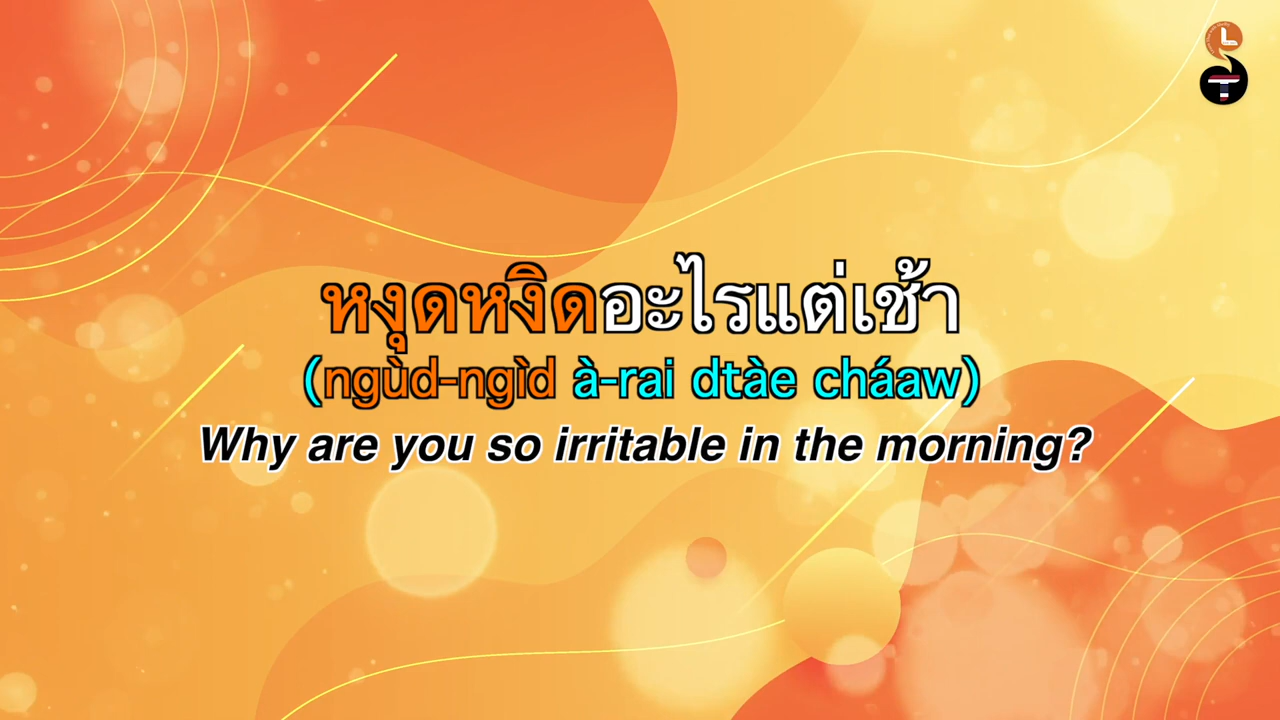 หงุดหงิดอะไรแต่เช้า
(ngùd-ngìd à-rai dtàe cháaw)
Why are you so irritable in the morning?